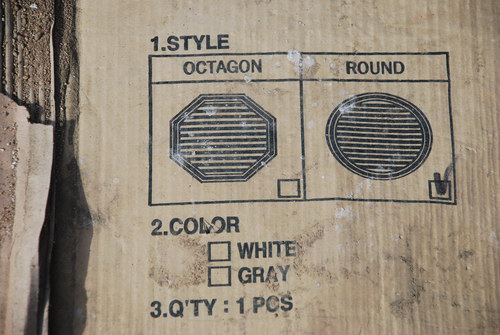 1.STYLE
OCTAGON ROUND
2.COLOR
WHITE
GRAY
3.Q'TY : 1 PCS